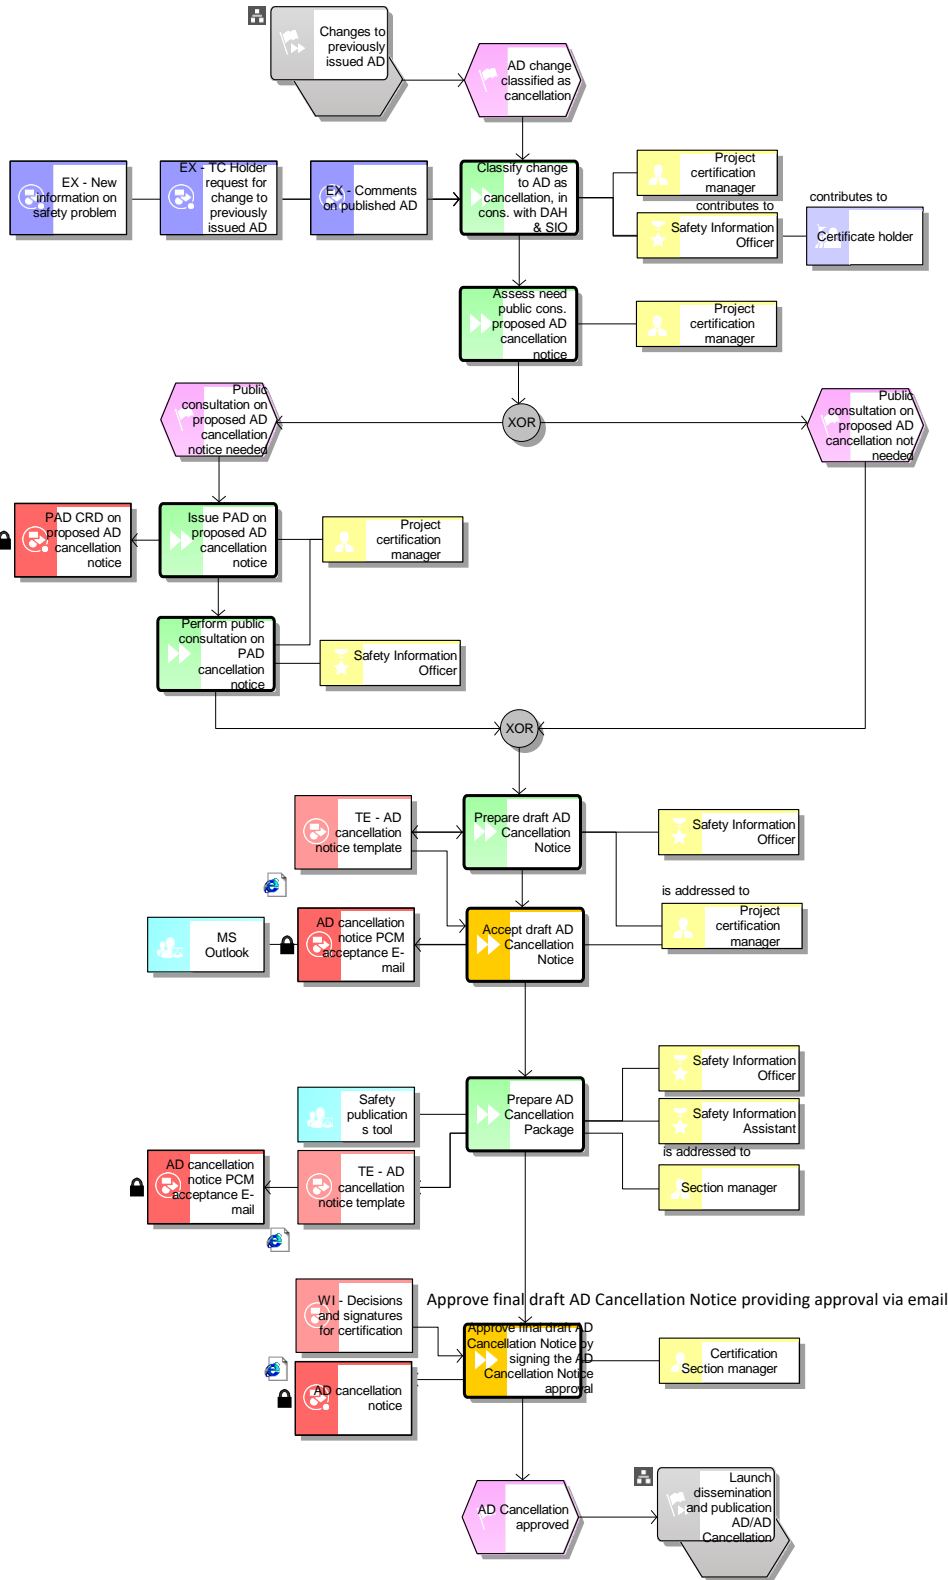 Changes to
previously
issued AD
AD change
classified as
cancellation
EX - New
information on
safety problem
EX - TC Holder
request for
change to
previously
issued AD
EX - Comments
on published AD
Classify change
to AD as
cancellation, in
cons. with DAH
& SIO
Project
certification
manager
contributes to
Safety Information
Officer
contributes to
Certificate holder
Assess need
public cons.
proposed AD
cancellation
notice
Project
certification
manager
Public
consultation on
proposed AD
cancellation
notice needed
XOR
Public
consultation on
proposed AD
cancellation not
needed
PAD CRD on
proposed AD
cancellation
notice
Issue PAD on
proposed AD
cancellation
notice
Project
certification
manager
Perform public
consultation on
PAD
cancellation
notice
Safety Information
Officer
XOR
TE - AD
cancellation
notice template
Prepare draft AD
Cancellation
Notice
Safety Information
Officer
is addressed to
MS
Outlook
AD cancellation
notice PCM
acceptance E-
mail
Accept draft AD
Cancellation
Notice
Project
certification
manager
Safety
publication
s tool
Prepare AD
Cancellation
Package
Safety Information
Officer
Safety Information
Assistant
is addressed to
Section manager
AD cancellation
notice PCM
acceptance E-
mail
TE - AD
cancellation
notice template
WI - Decisions
and signatures
for certification
Approve final draft AD Cancellation Notice providing approval via email
Approve final draft AD
Cancellation Notice by
signing the AD
Cancellation Notice
approval
Certification
Section manager
AD cancellation
notice
AD Cancellation
approved
Launch
dissemination
and publication
AD/AD
Cancellation